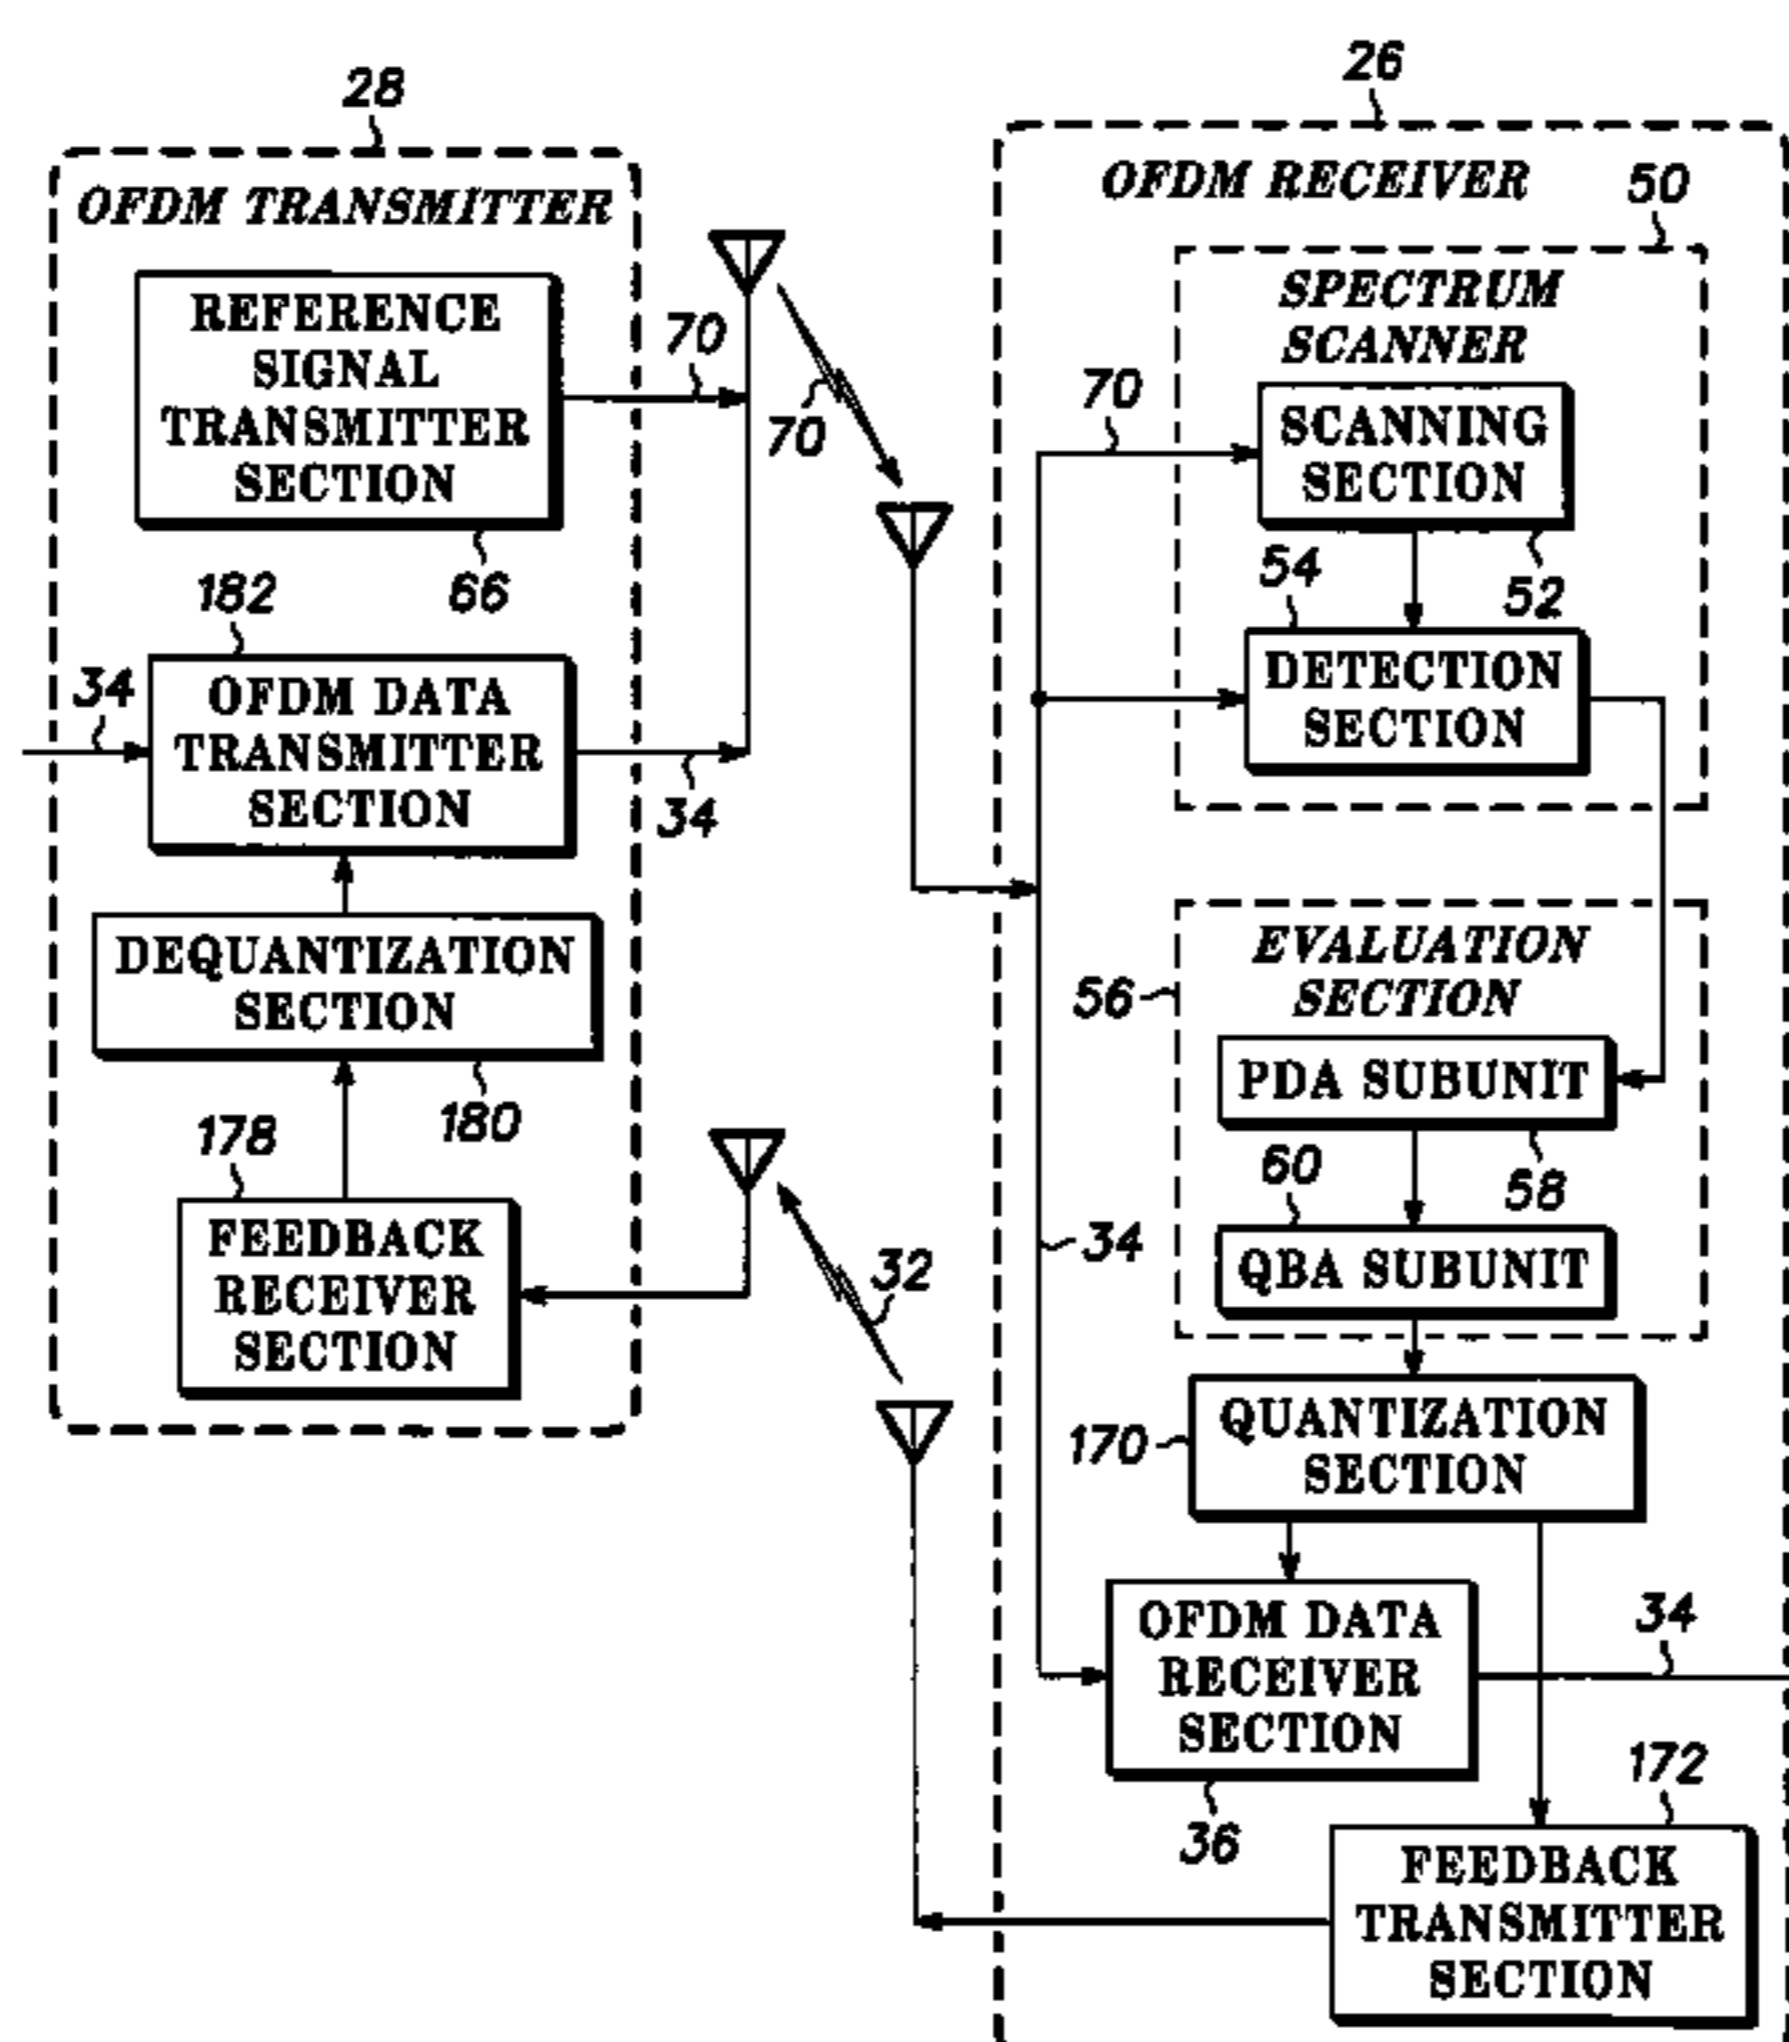 28
OFDM TRANSMITTER
REFERENCE
SIGNAL
TRANSMITTER
SECTION
66
70
70
182
34
OFDM DATA
TRANSMITTER
SECTION
34
DEQUANTIZATION
SECTION
180
178
FEEDBACK
RECEIVER
SECTION
32
26
OFDM RECEIVER
50
SPECTRUM
SCANNER
70
SCANNING
SECTION
52
54
DETECTION
SECTION
EVALUATION
SECTION
56
PDA SUBUNIT
58
60
QBA SUBUNIT
34
QUANTIZATION
SECTION
170
OFDM DATA
RECEIVER
SECTION
36
34
172
FEEDBACK
TRANSMITTER
SECTION